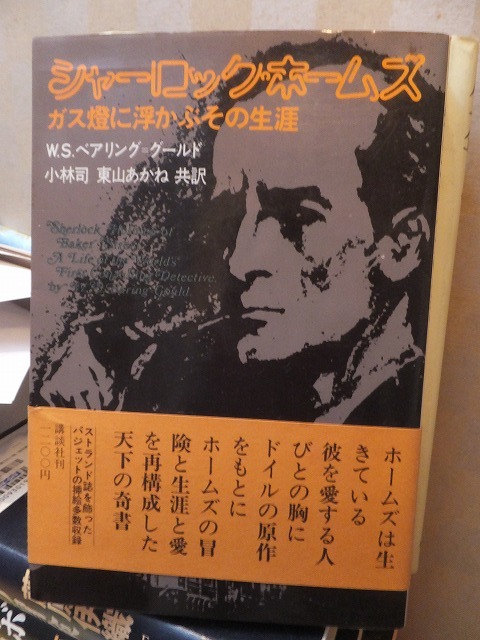 シャーロック・ホームズ
ガス燈に浮かぶその生涯
W.S.ベアリング=グールド
小林司 東山あかね 共訳
Sherlock Holmes of
Baker Street
A Life of the World's
First Consulting Detective
by W.S. Baring-Gould
ホームズは生
きている
彼を愛する人
びとの胸に
ドイルの原作
をもとに
ホームズの冒
険と生涯と愛
を再構成した
天下の奇書
ストランド誌を飾った
パジェットの挿絵多数収録
講談社刊
一二〇〇円